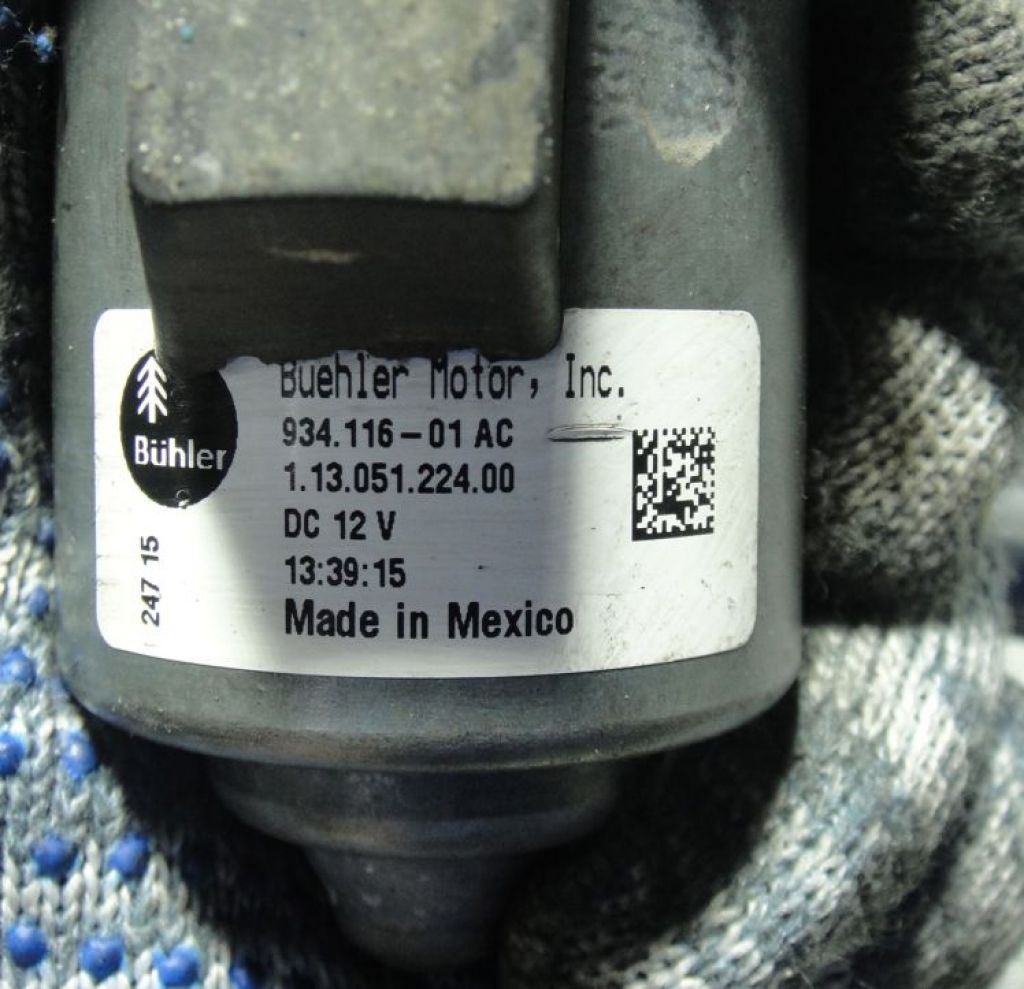 Buehler Motor, Inc.
934.116-01 AC
1.13.051.224.00
DC 12 V
13:39:15
Made in Mexico
Bühler
247 15